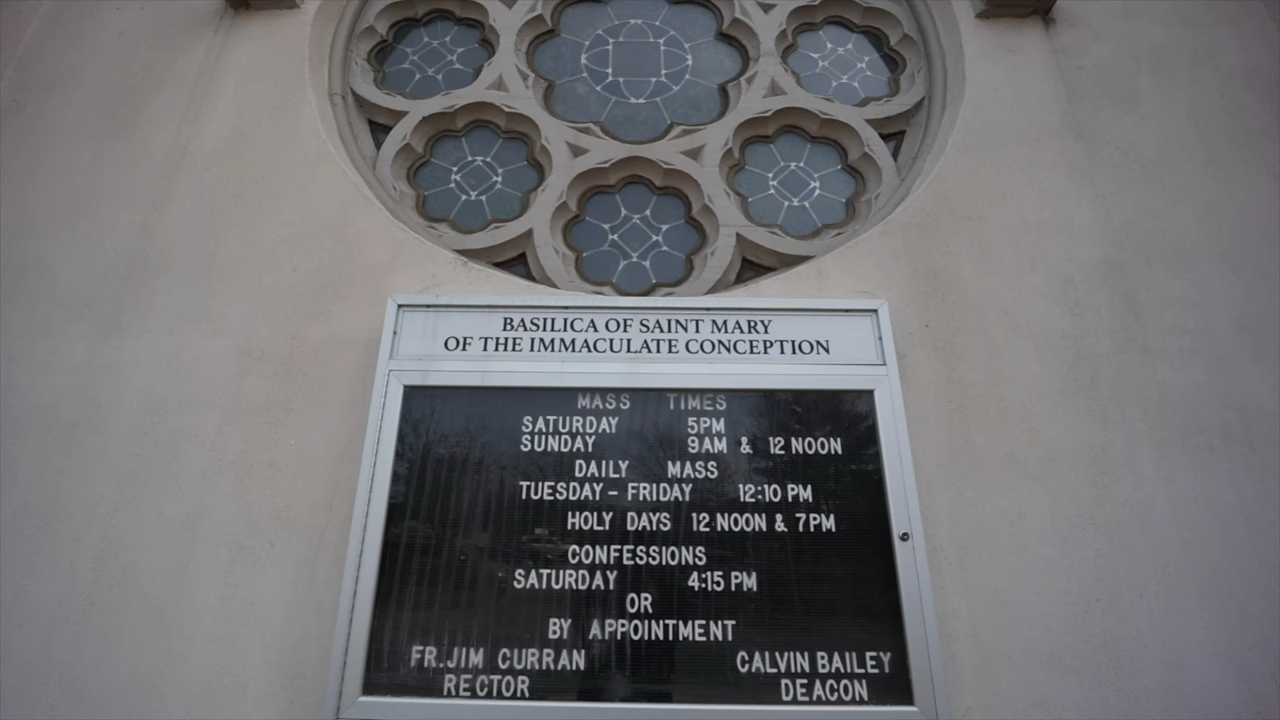 BASILICA OF SAINT MARY
OF THE IMMACULATE CONCEPTION
MASS TIMES
SATURDAY 5PM
SUNDAY 9AM & 12 NOON
DAILY MASS
TUESDAY - FRIDAY 12:10 PM
HOLY DAYS 12 NOON & 7PM
CONFESSIONS
SATURDAY 4:15 PM
OR
BY APPOINTMENT
FR. JIM CURRAN CALVIN BAILEY
RECTOR DEACON